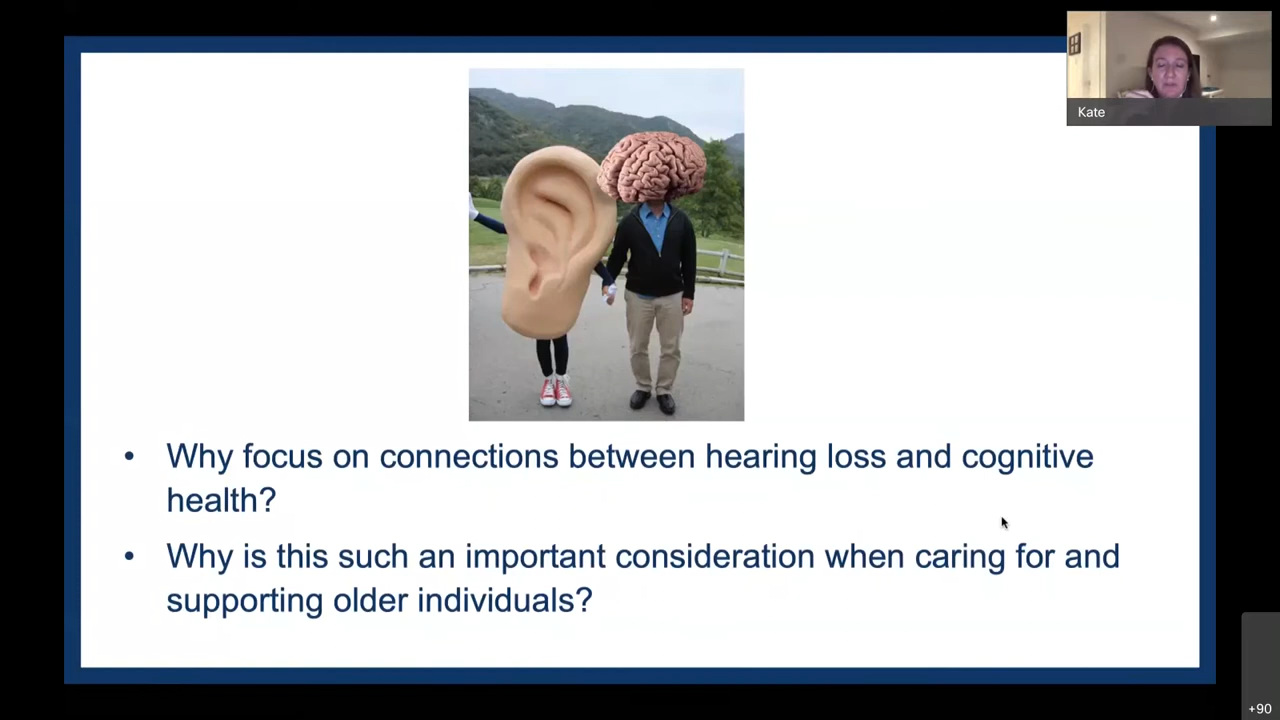 Kate
• Why focus on connections between hearing loss and cognitive
health?
• Why is this such an important consideration when caring for and
supporting older individuals?
+90